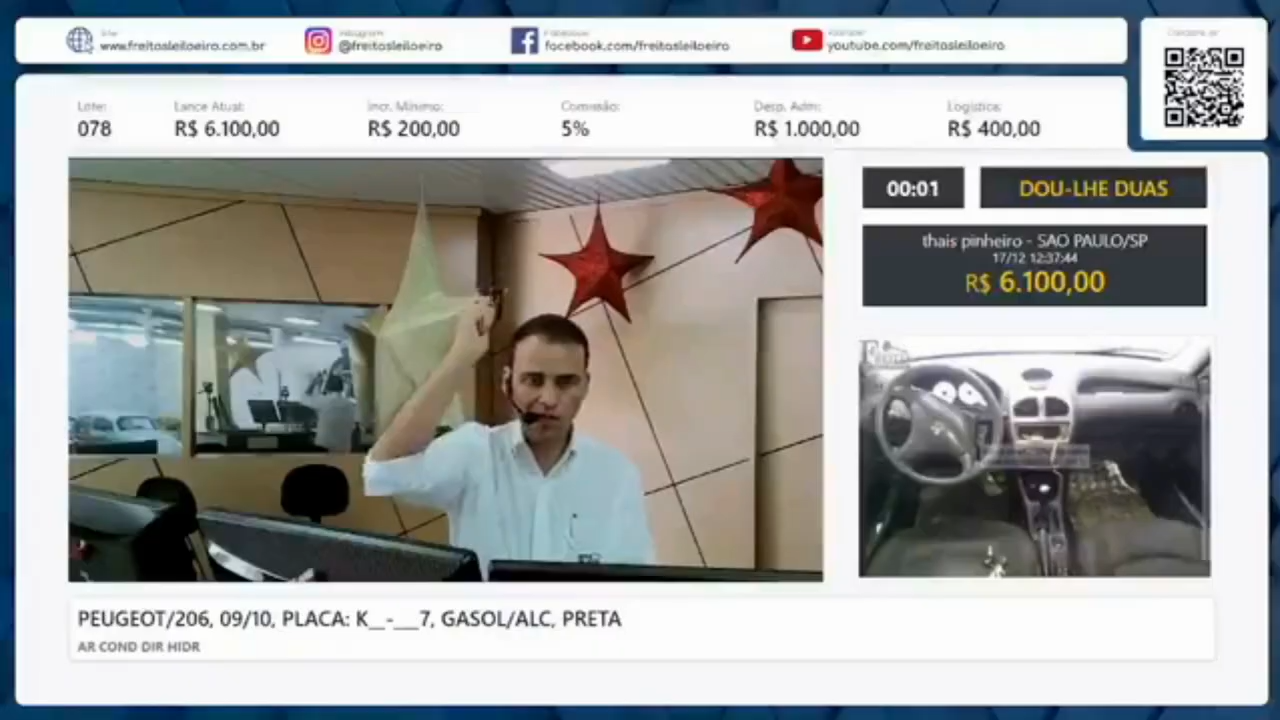 www.freitasleiloeiro.com.br
@freitasleiloeiro
Facebook:
facebook.com/freitasleiloeiro
youtube.com/freitasleiloeiro
Lote: Lance Atual: Incr. Mínimo: Comissão: Desp. Adm: Logística:
078 R$ 6.100,00 R$ 200,00 5% R$ 1.000,00 R$ 400,00
00:01 DOU-LHE DUAS
thais pinheiro - SAO PAULO/SP
17/12 12:37:44
R$ 6.100,00
PEUGEOT/206, 09/10, PLACA: K__-___7, GASOL/ALC, PRETA
AR COND DIR HIDR